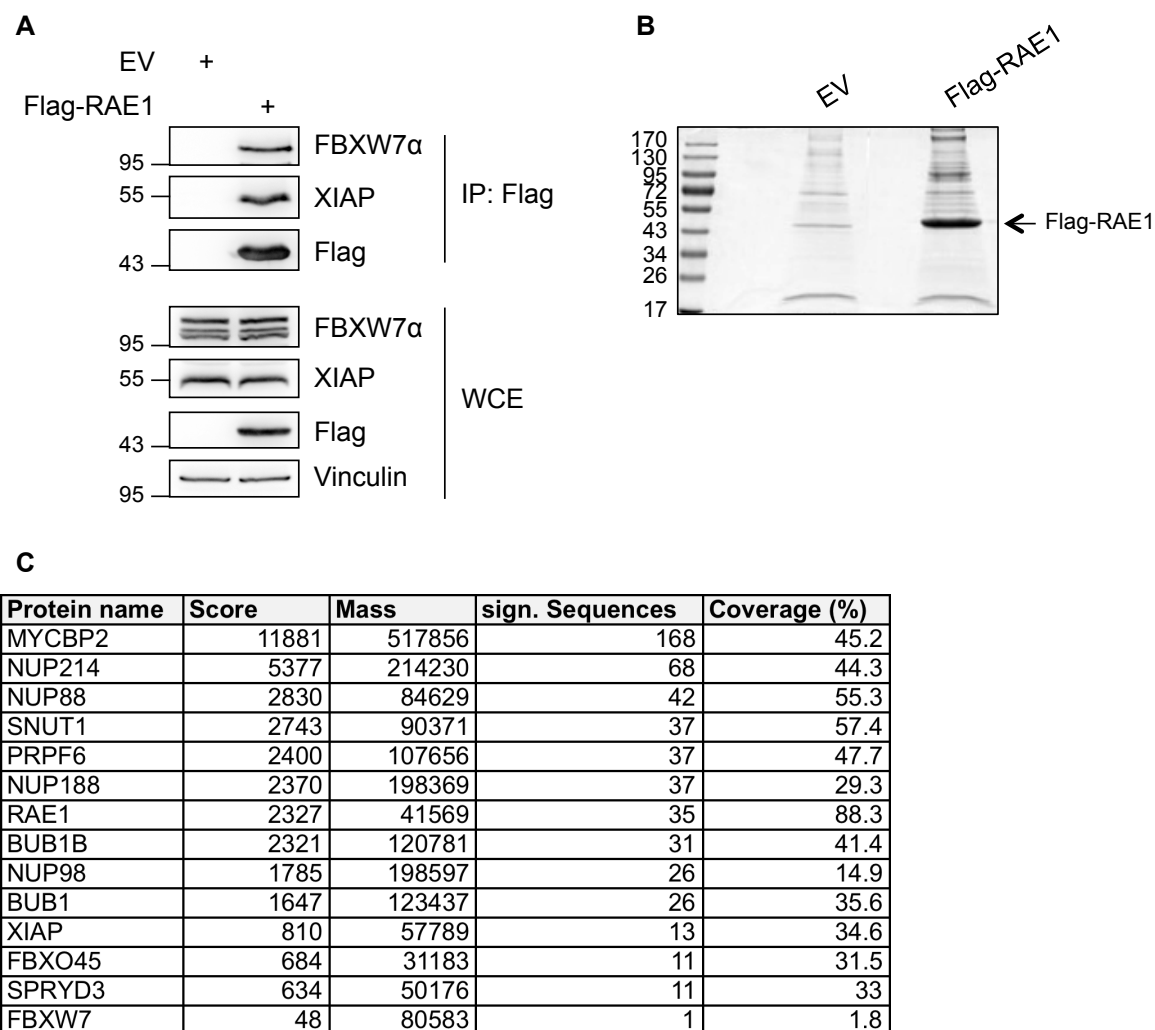 A
EV +
Flag-RAE1 +
FBXW7α
95
55 XIAP
IP: Flag
Flag
43
FBXW7α
95
55 XIAP
WCE
Flag
43
Vinculin
95
B
EV Flag-RAE1
170
130
95
72
55
43 Flag-RAE1
34
26
17
C
Protein name Score Mass sign. Sequences Coverage (%)
MYCBP2 11881 517856 168 45.2
NUP214 5377 214230 68 44.3
NUP88 2830 84629 42 55.3
SNUT1 2743 90371 37 57.4
PRPF6 2400 107656 37 47.7
NUP188 2370 198369 37 29.3
RAE1 2327 41569 35 88.3
BUB1B 2321 120781 31 41.4
NUP98 1785 198597 26 14.9
BUB1 1647 123437 26 35.6
XIAP 810 57789 13 34.6
FBXO45 684 31183 11 31.5
SPRYD3 634 50176 11 33
FBXW7 48 80583 1 1.8